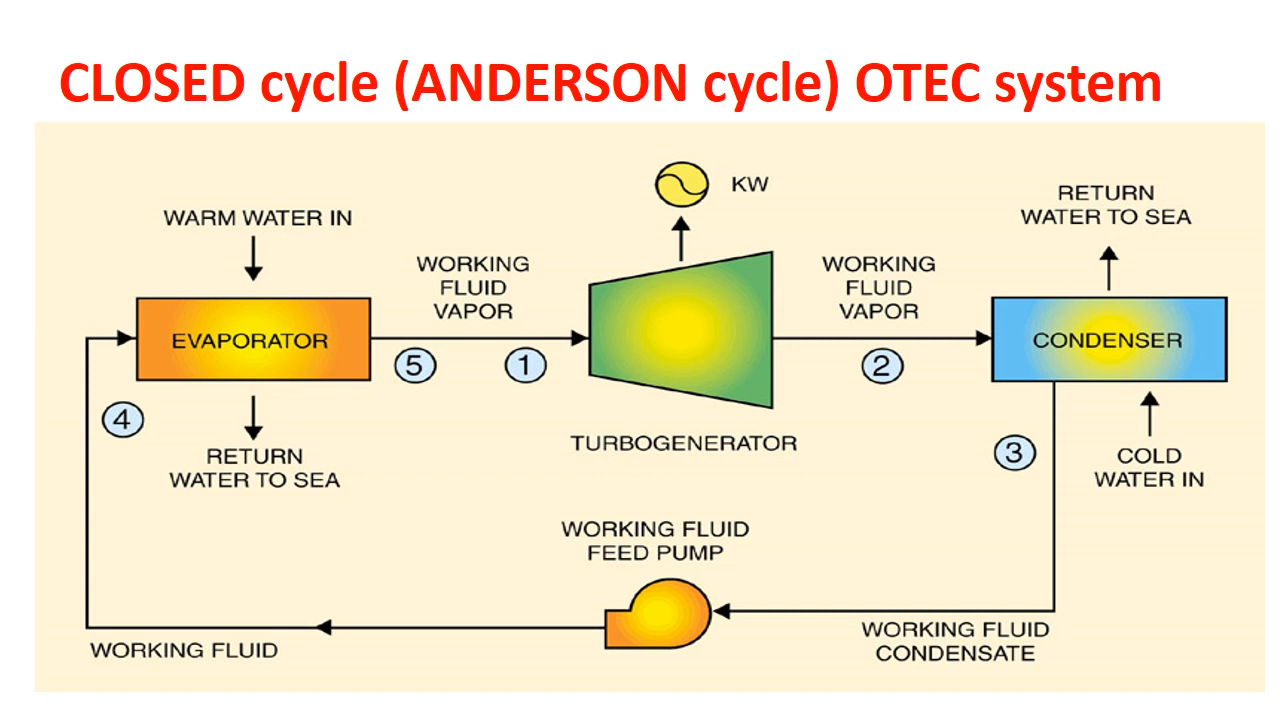 CLOSED cycle (ANDERSON cycle) OTEC system
KW
RETURN
WATER TO SEA
WARM WATER IN
WORKING
FLUID
VAPOR
WORKING
FLUID
VAPOR
EVAPORATOR
CONDENSER
5
1
2
4
TURBOGENERATOR
3
RETURN
WATER TO SEA
COLD
WATER IN
WORKING FLUID
FEED PUMP
WORKING FLUID
WORKING FLUID
CONDENSATE